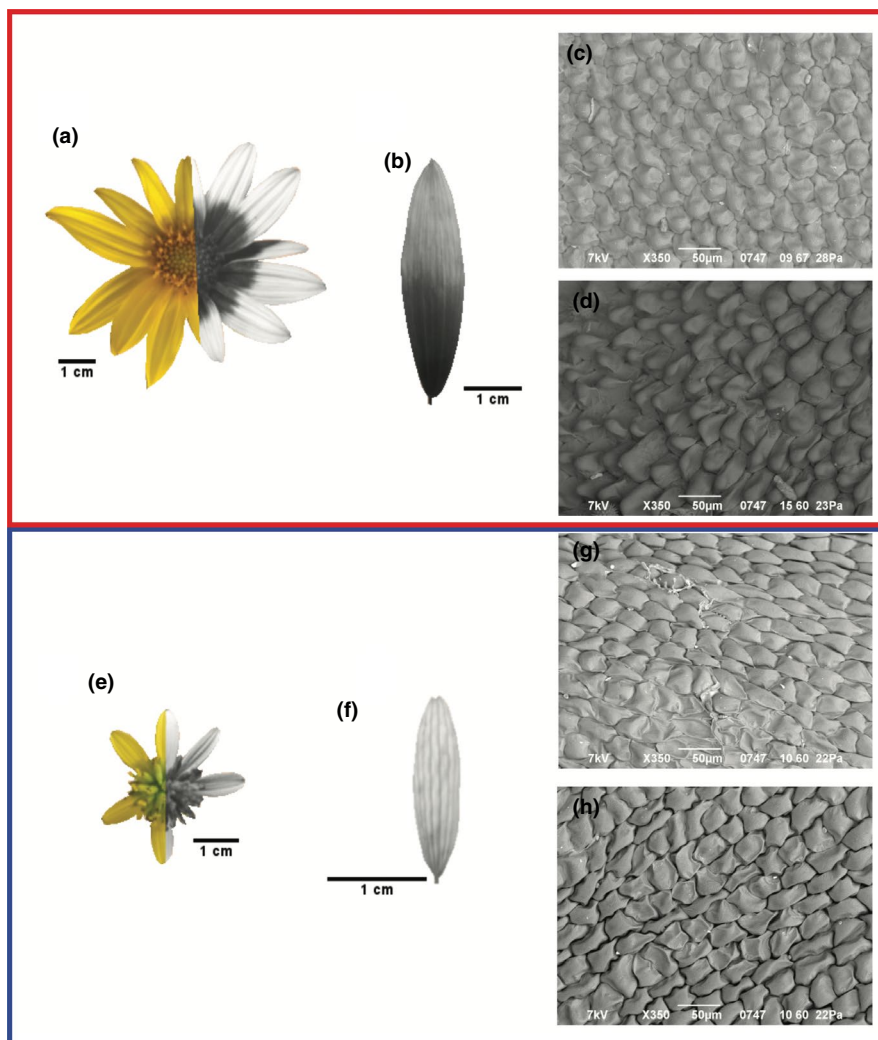 (a)
1 cm
(b)
1 cm
(c)
7kV X350 50µm 0747 09 67 28Pa
(d)
7kV X350 50µm 0747 15 60 23Pa
(e)
1 cm
(f)
1 cm
(g)
7kV X350 50µm 0747 10 60 22Pa
(h)
7kV X350 50µm 0747 10 60 22Pa